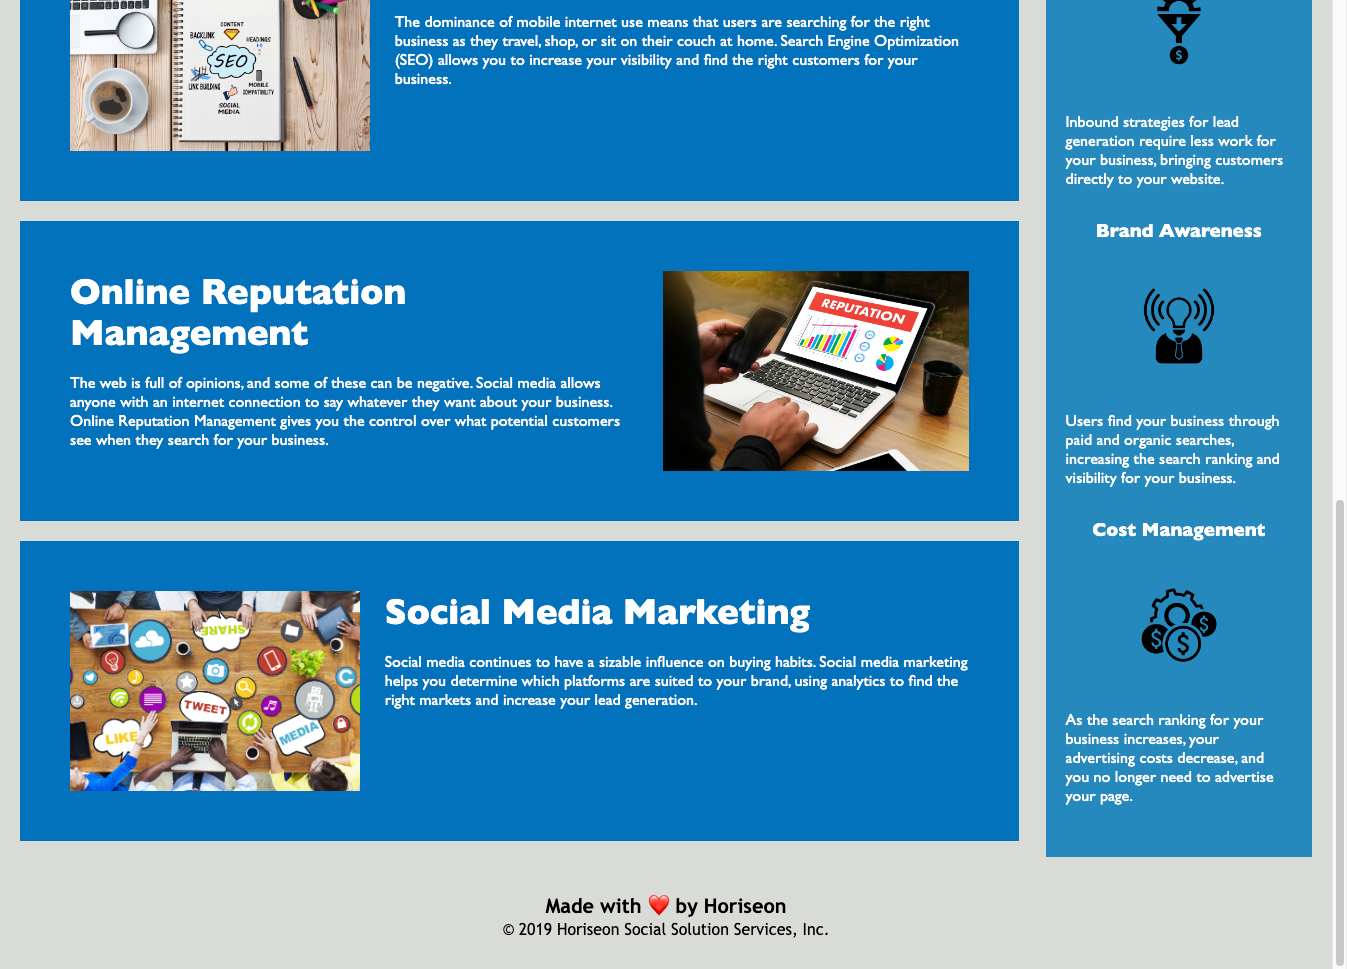 CONTENT
BACKLINK
HEADINGS
SEO
LINK BUILDING
MOBILE
COMPATIBILITY
SOCIAL
MEDIA
The dominance of mobile internet use means that users are searching for the right
business as they travel, shop, or sit on their couch at home. Search Engine Optimization
(SEO) allows you to increase your visibility and find the right customers for your
business.
Online Reputation
Management
The web is full of opinions, and some of these can be negative. Social media allows
anyone with an internet connection to say whatever they want about your business.
Online Reputation Management gives you the control over what potential customers
see when they search for your business.
REPUTATION
SHARE
TWEET
LIKE
MEDIA
Social Media Marketing
Social media continues to have a sizable influence on buying habits. Social media marketing
helps you determine which platforms are suited to your brand, using analytics to find the
right markets and increase your lead generation.
$
Inbound strategies for lead
generation require less work for
your business, bringing customers
directly to your website.
Brand Awareness
Users find your business through
paid and organic searches,
increasing the search ranking and
visibility for your business.
Cost Management
$ $ $
As the search ranking for your
business increases, your
advertising costs decrease, and
you no longer need to advertise
your page.
Made with ❤️ by Horiseon
© 2019 Horiseon Social Solution Services, Inc.